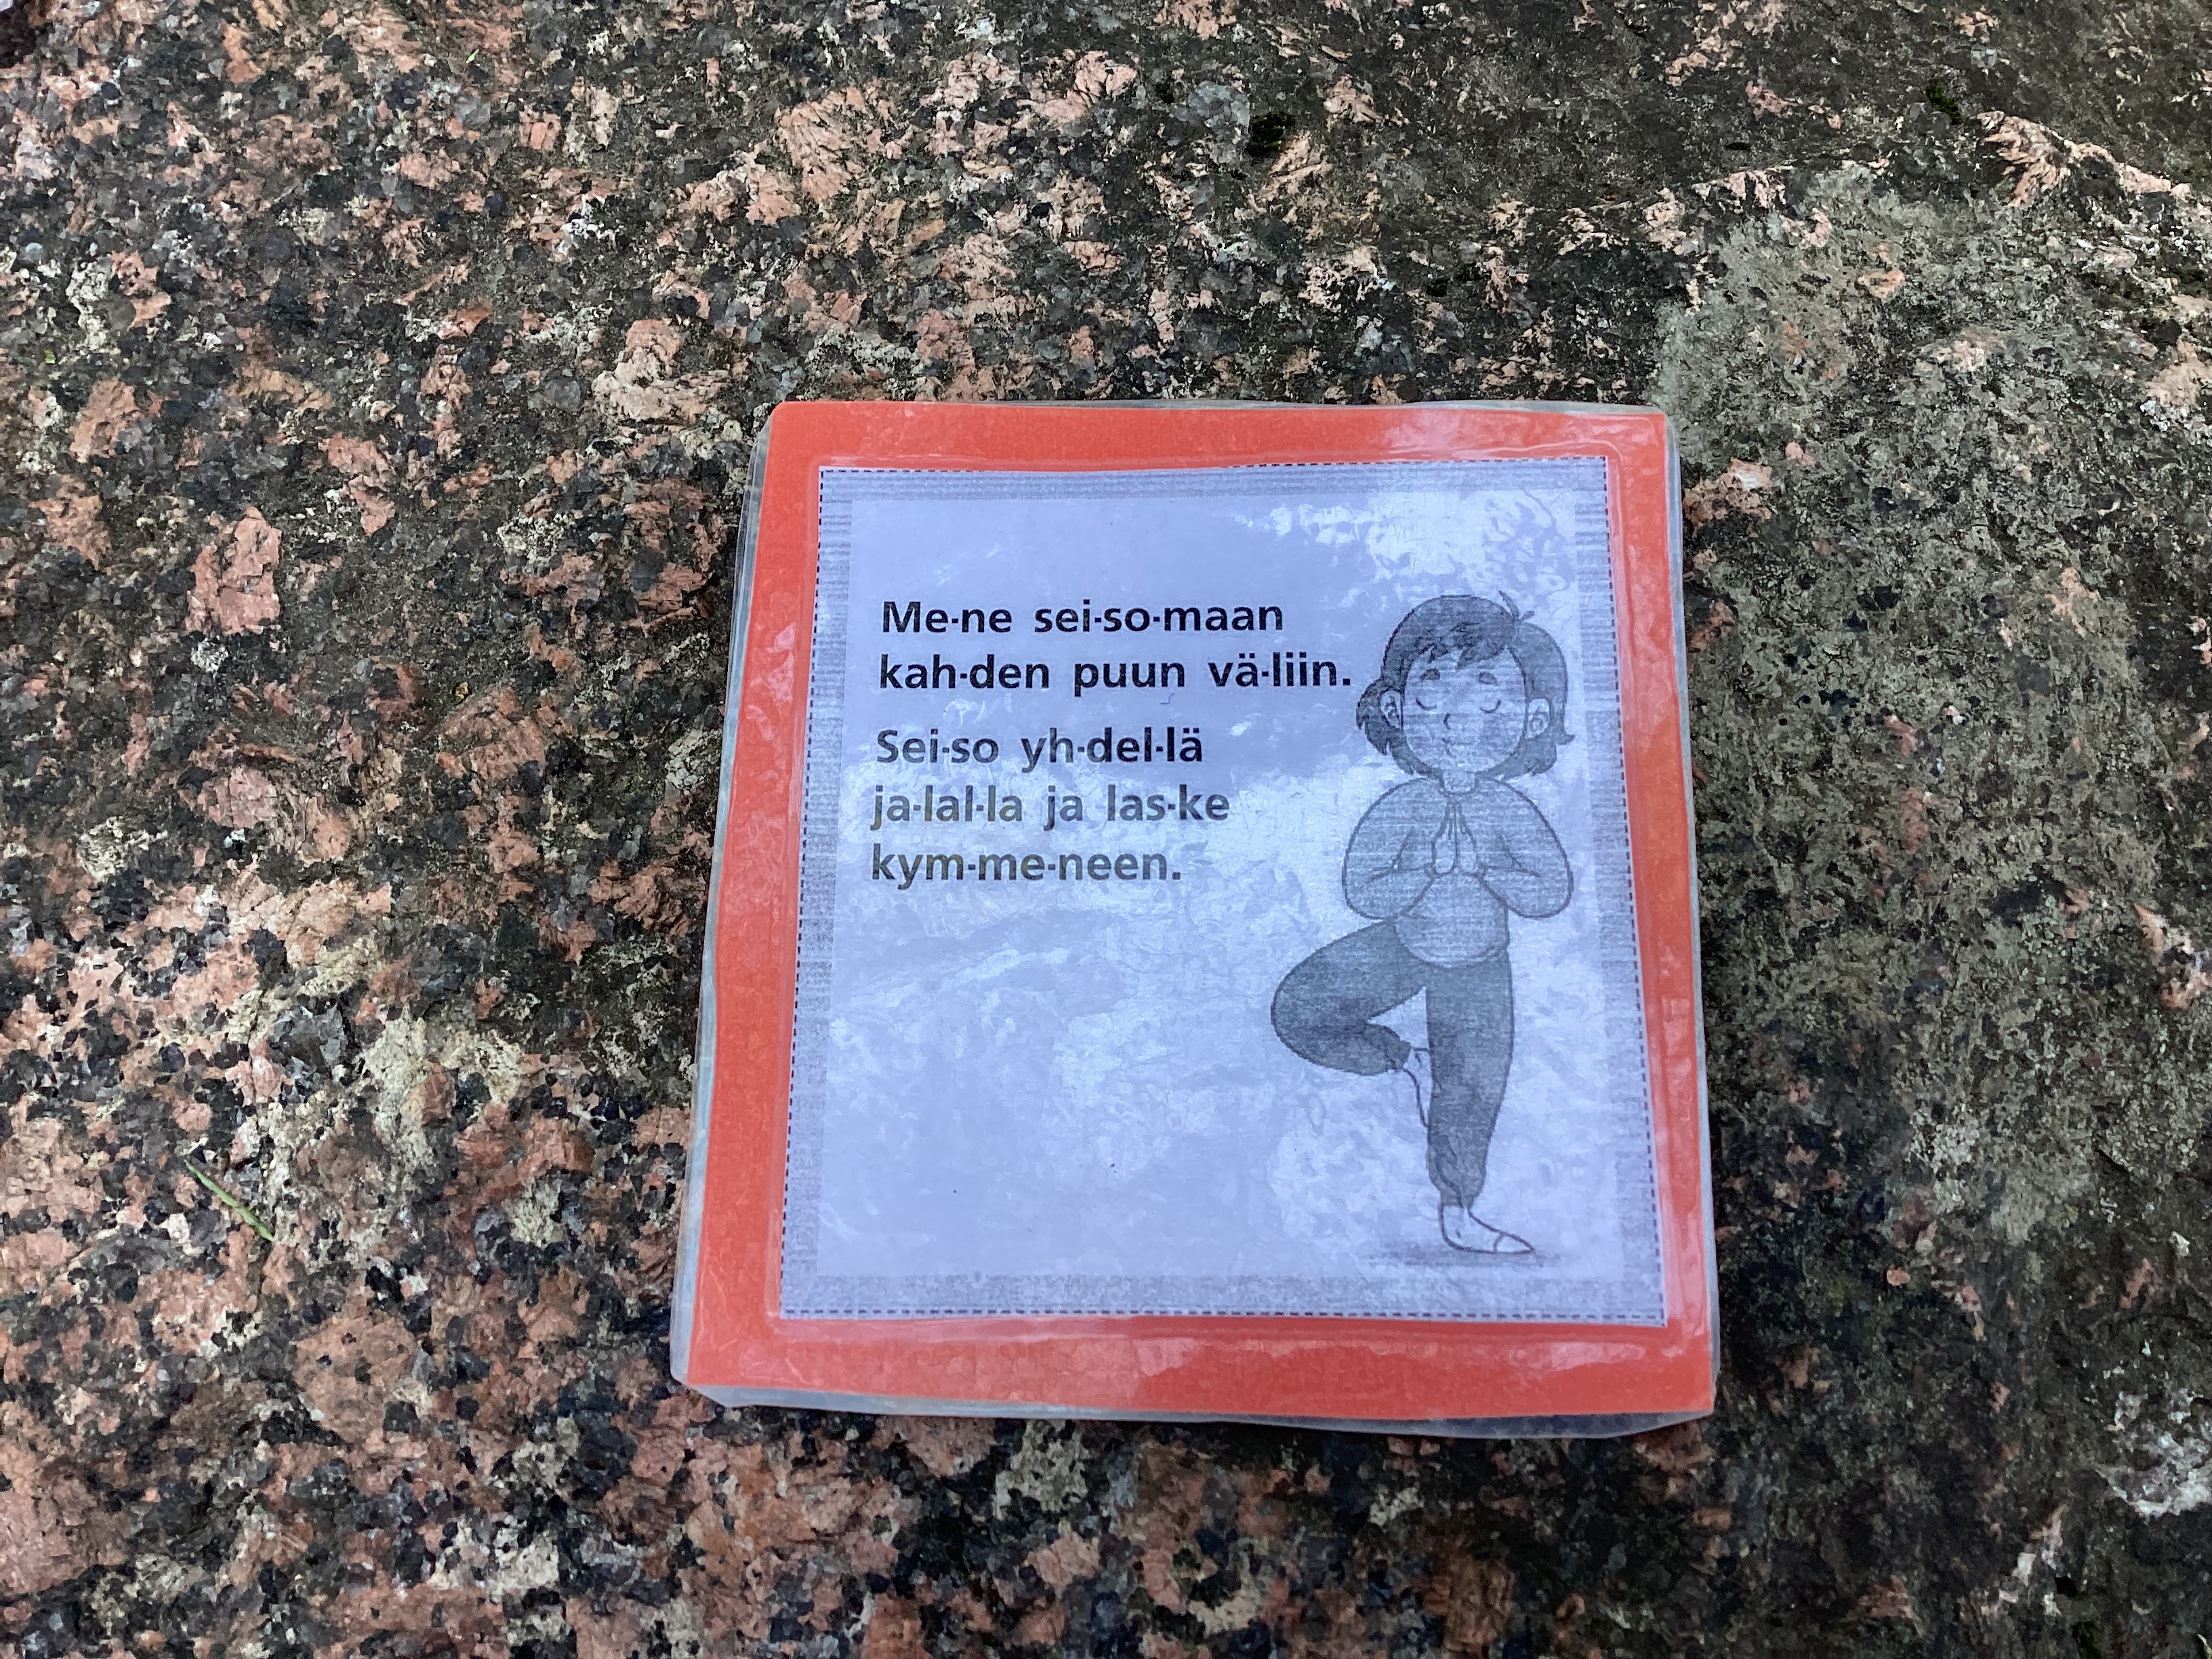 Me-ne sei-so-maan
kah-den puun vä-liin.
Sei-so yh-del-lä
ja-lal-la ja las-ke
kym-me-neen.